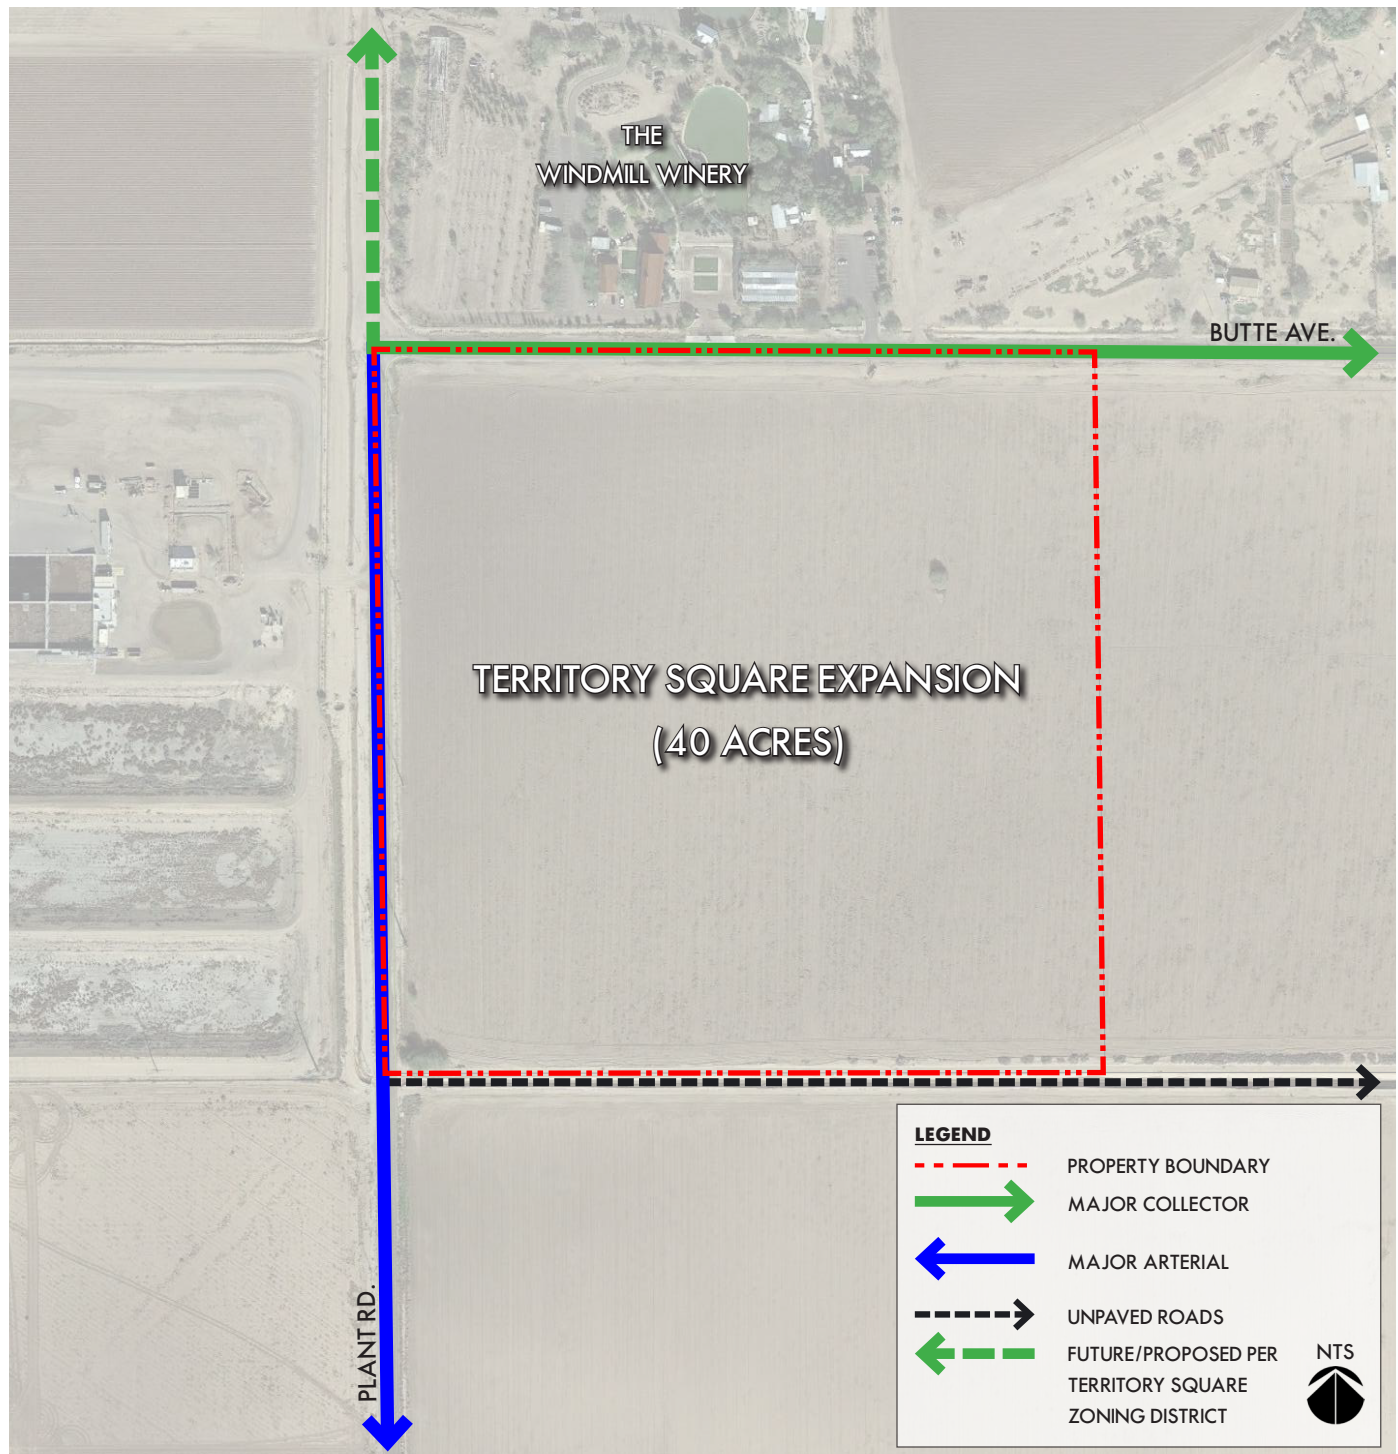 THE
WINDMILL WINERY
BUTTE AVE.
TERRITORY SQUARE EXPANSION
(40 ACRES)
PLANT RD.
LEGEND
PROPERTY BOUNDARY
MAJOR COLLECTOR
MAJOR ARTERIAL
UNPAVED ROADS
FUTURE/PROPOSED PER
TERRITORY SQUARE
ZONING DISTRICT
NTS